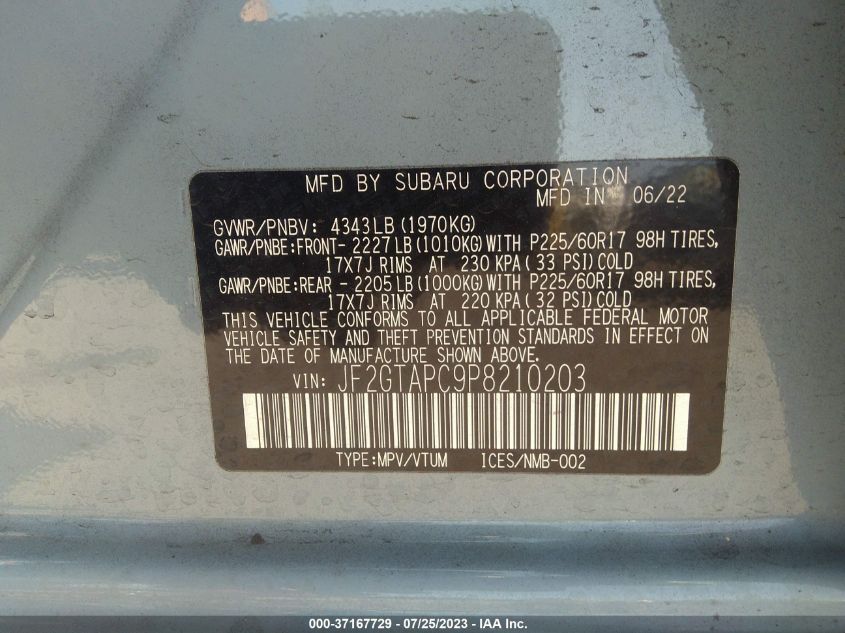 MFD BY SUBARU CORPORATION
MFD IN 06/22
GVWR/PNBV: 4343LB(1970KG)
GAWR/PNBE:FRONT- 2227LB(1010KG)WITH P225/60R17 98H TIRES,
17X7J RIMS AT 230 KPA(33 PSI)COLD
GAWR/PNBE:REAR - 2205LB(1000KG)WITH P225/60R17 98H TIRES,
17X7J RIMS AT 220 KPA(32 PSI)COLD
THIS VEHICLE CONFORMS TO ALL APPLICABLE FEDERAL MOTOR
VEHICLE SAFETY AND THEFT PREVENTION STANDARDS IN EFFECT ON
THE DATE OF MANUFACTURE SHOWN ABOVE.
VIN: JF2GTAPC9P8210203
TYPE:MPV/VTUM ICES/NMB-002
000-37167729 - 07/25/2023 - © IAA, Inc.